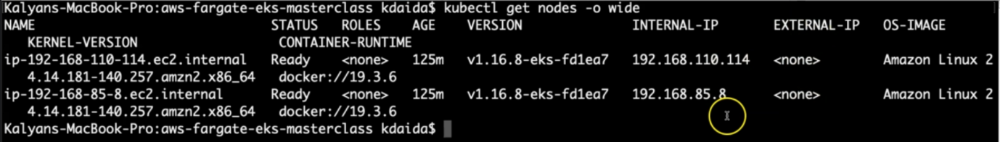 Kalyans-MacBook-Pro:aws-fargate-eks-masterclass kdaida$ kubectl get nodes -o wide
NAME STATUS ROLES AGE VERSION INTERNAL-IP EXTERNAL-IP OS-IMAGE
KERNEL-VERSION CONTAINER-RUNTIME
ip-192-168-110-114.ec2.internal Ready <none> 125m v1.16.8-eks-fd1ea7 192.168.110.114 <none> Amazon Linux 2
4.14.181-140.257.amzn2.x86_64 docker://19.3.6
ip-192-168-85-8.ec2.internal Ready <none> 125m v1.16.8-eks-fd1ea7 192.168.85.8 <none> Amazon Linux 2
4.14.181-140.257.amzn2.x86_64 docker://19.3.6
Kalyans-MacBook-Pro:aws-fargate-eks-masterclass kdaida$